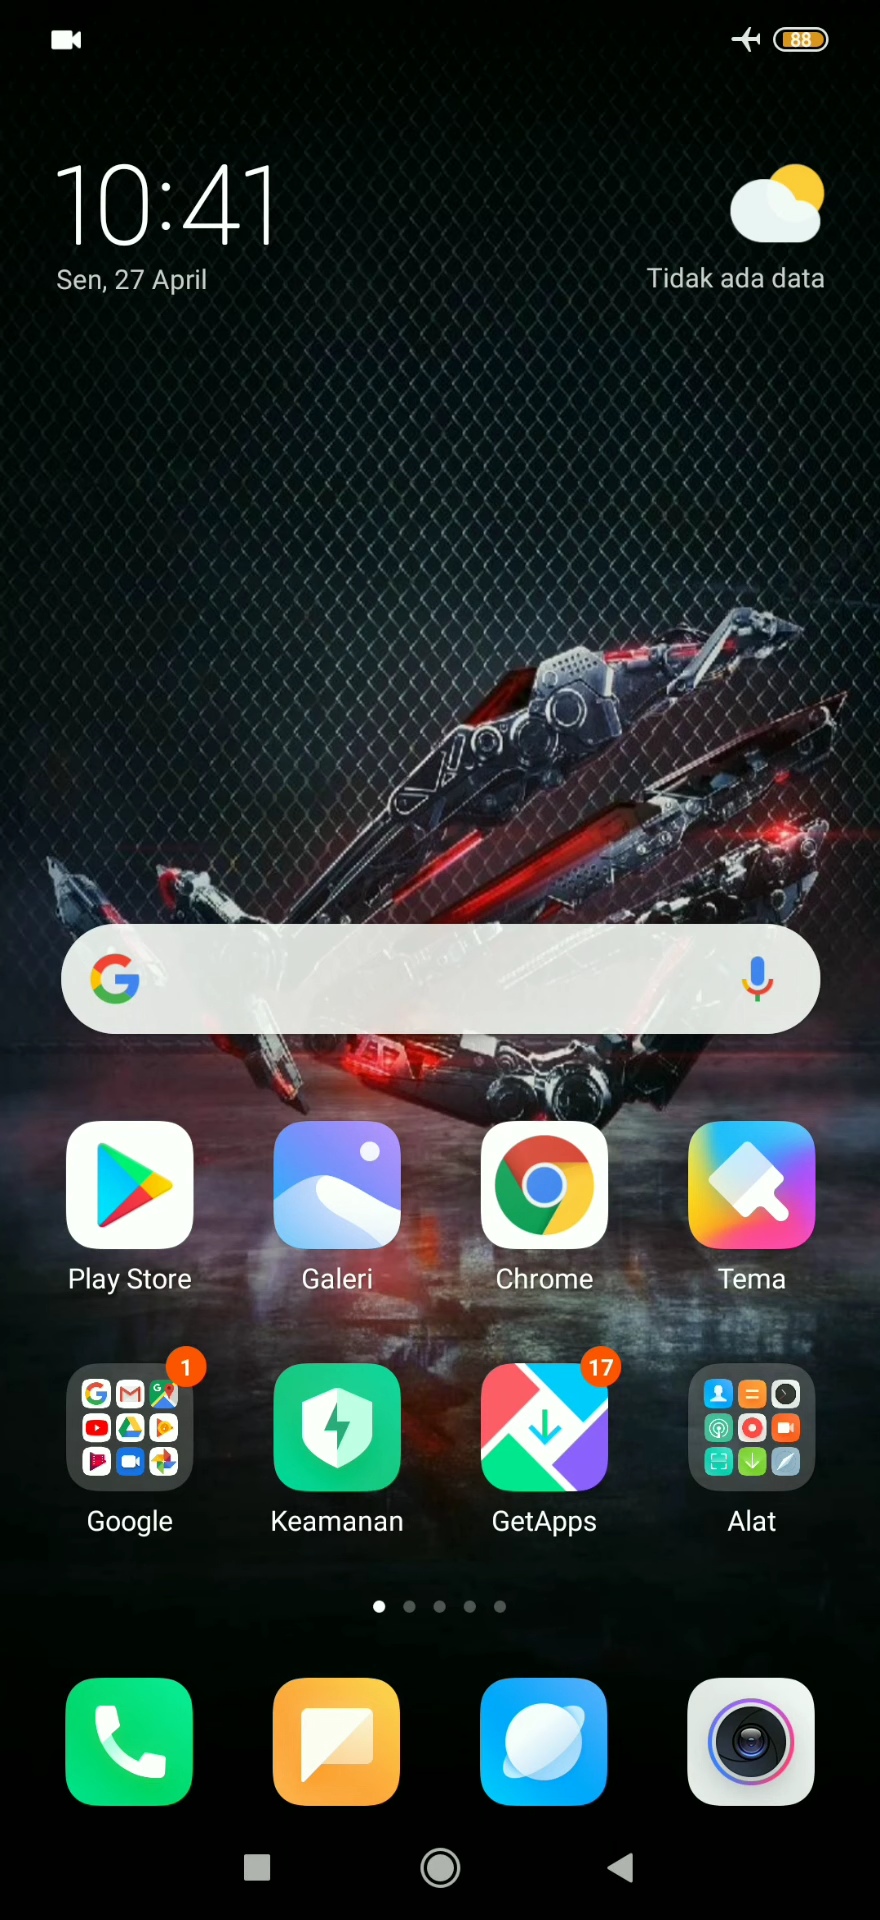 88
10:41
Sen, 27 April
Tidak ada data
Play Store
Galeri
Chrome
Tema
1
17
Google
Keamanan
GetApps
Alat